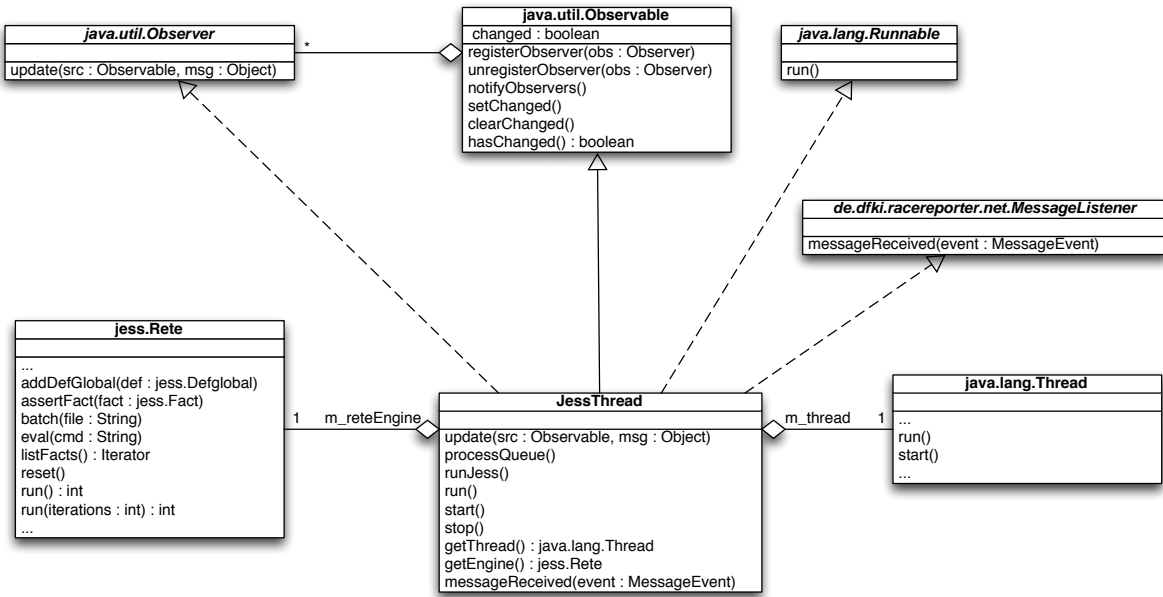 java.util.Observer
update(src : Observable, msg : Object)
*
java.util.Observable
changed : boolean
registerObserver(obs : Observer)
unregisterObserver(obs : Observer)
notifyObservers()
setChanged()
clearChanged()
hasChanged() : boolean
java.lang.Runnable
run()
de.dfki.racereporter.net.MessageListener
messageReceived(event : MessageEvent)
jess.Rete
...
addDefGlobal(def : jess.Defglobal)
assertFact(fact : jess.Fact)
batch(file : String)
eval(cmd : String)
listFacts() : Iterator
reset()
run() : int
run(iterations : int) : int
...
1 m_reteEngine
JessThread
update(src : Observable, msg : Object)
processQueue()
runJess()
run()
start()
stop()
getThread() : java.lang.Thread
getEngine() : jess.Rete
messageReceived(event : MessageEvent)
m_thread 1
java.lang.Thread
...
run()
start()
...